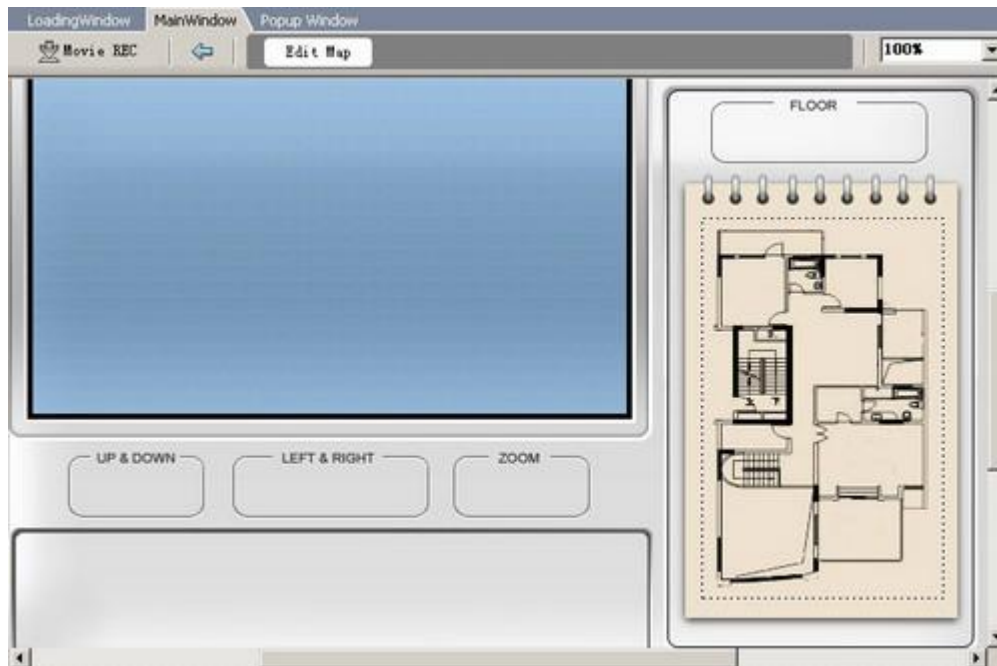 LoadingWindow MainWindow Popup Window
Movie REC Edit Map 100%
FLOOR
UP & DOWN LEFT & RIGHT ZOOM